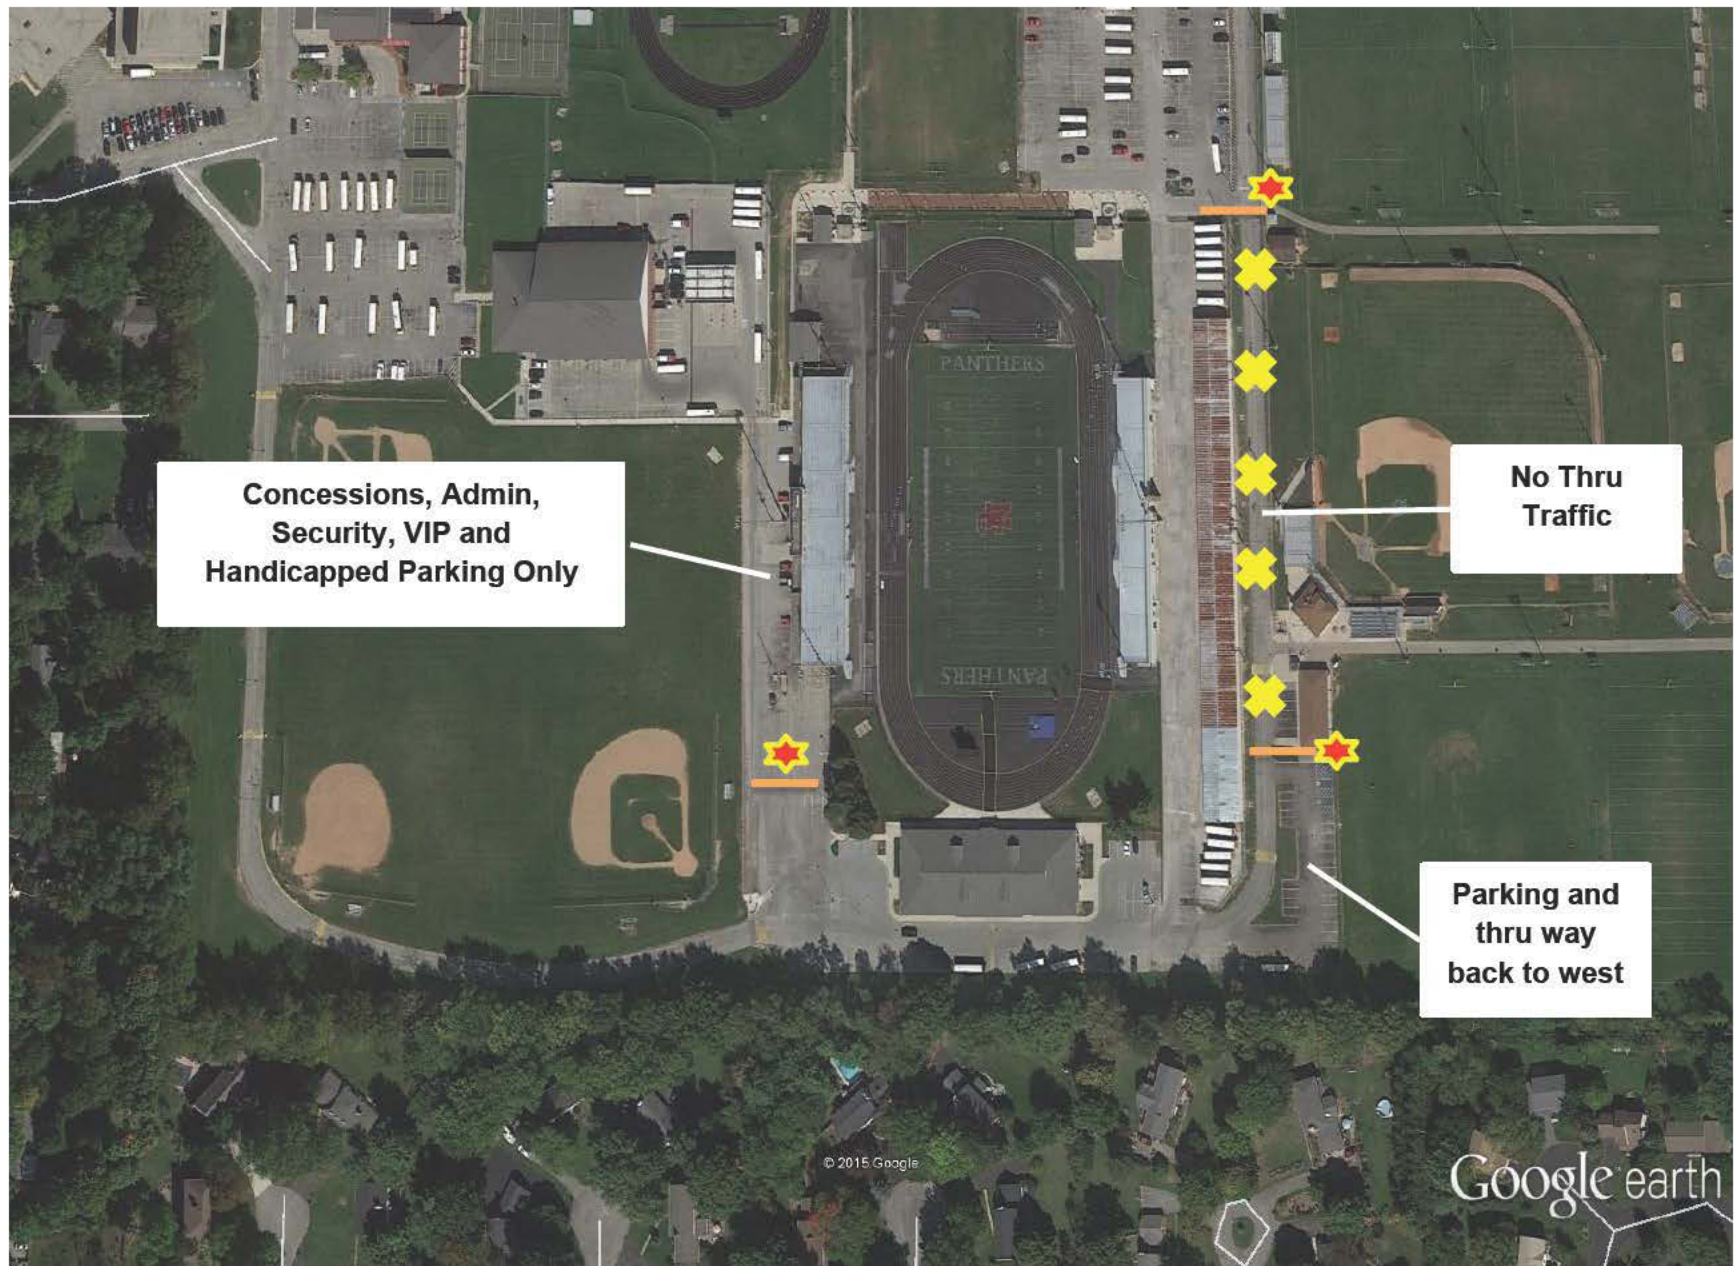 PANTHERS
Concessions, Admin,
Security, VIP and
Handicapped Parking Only
No Thru
Traffic
PANTHERS
Parking and
thru way
back to west
© 2015 Google
Google earth